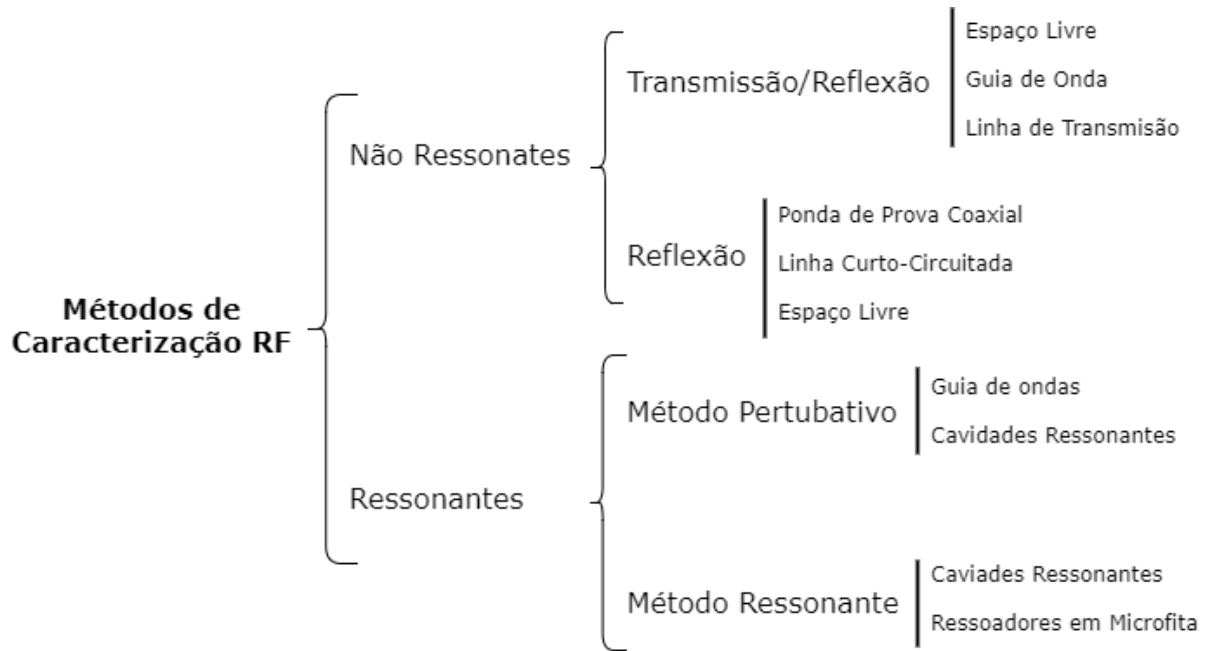 Métodos de
Caracterização RF
Não Ressonates
Transmissão/Reflexão
Espaço Livre
Guia de Onda
Linha de Transmisão
Reflexão
Ponda de Prova Coaxial
Linha Curto-Circuitada
Espaço Livre
Ressonantes
Método Pertubativo
Guia de ondas
Cavidades Ressonantes
Método Ressonante
Caviades Ressonantes
Ressoadores em Microfita